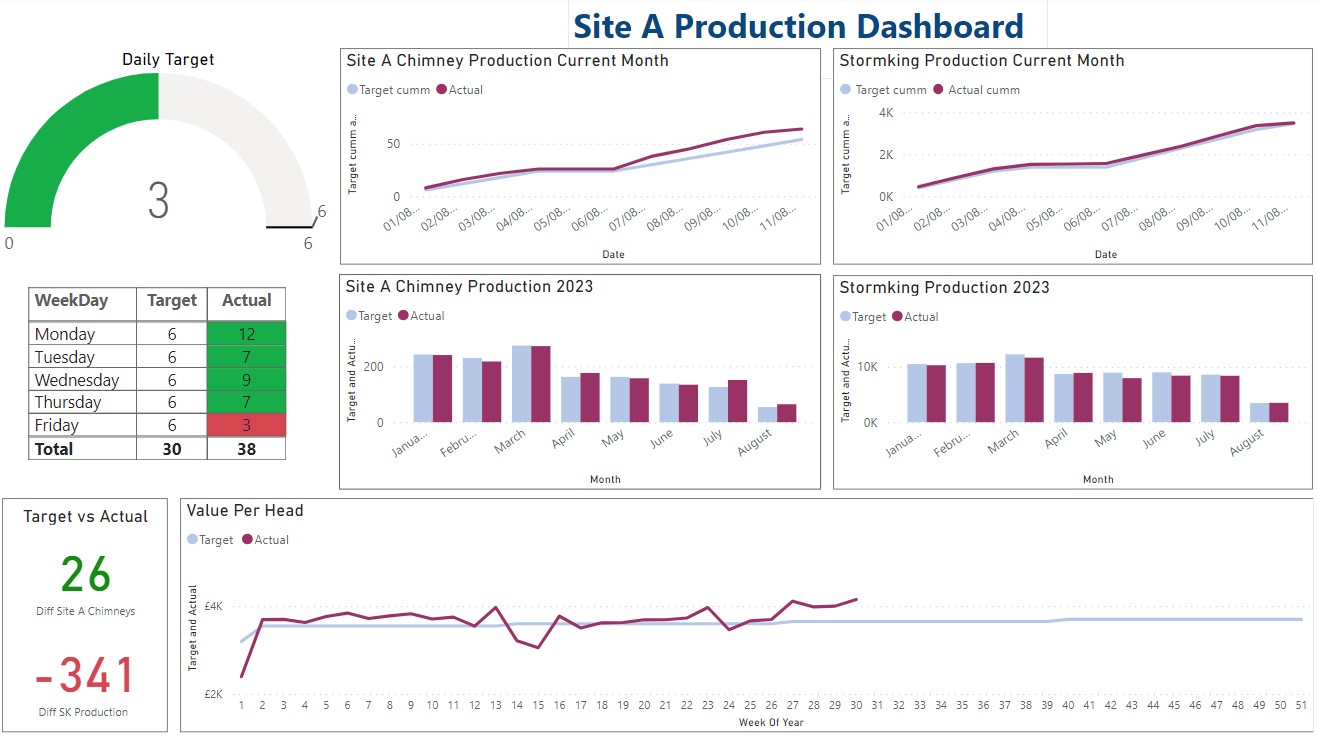 Site A Production Dashboard
Daily Target
3
0
6
6
WeekDay Target Actual
Monday 6 12
Tuesday 6 7
Wednesday 6 9
Thursday 6 7
Friday 6 3
Total 30 38
Site A Chimney Production Current Month
Target cumm Actual
Target cumm a...
50
0
01/08... 02/08... 03/08... 04/08... 05/08... 06/08... 07/08... 08/08... 09/08... 10/08... 11/08...
Date
Stormking Production Current Month
Target cumm Actual cumm
Target cumm a...
4K
2K
0K
01/08... 02/08... 03/08... 04/08... 05/08... 06/08... 07/08... 08/08... 09/08... 10/08... 11/08...
Date
Site A Chimney Production 2023
Target Actual
Target and Actu...
200
0
Janua... Febru... March April May June July August
Month
Stormking Production 2023
Target Actual
Target and Actu...
10K
0K
Janua... Febru... March April May June July August
Month
Target vs Actual
26
Diff Site A Chimneys
-341
Diff SK Production
Value Per Head
Target Actual
Target and Actual
£4K
£2K
1 2 3 4 5 6 7 8 9 10 11 12 13 14 15 16 17 18 19 20 21 22 23 24 25 26 27 28 29 30 31 32 33 34 35 36 37 38 39 40 41 42 43 44 45 46 47 48 49 50 51
Week Of Year